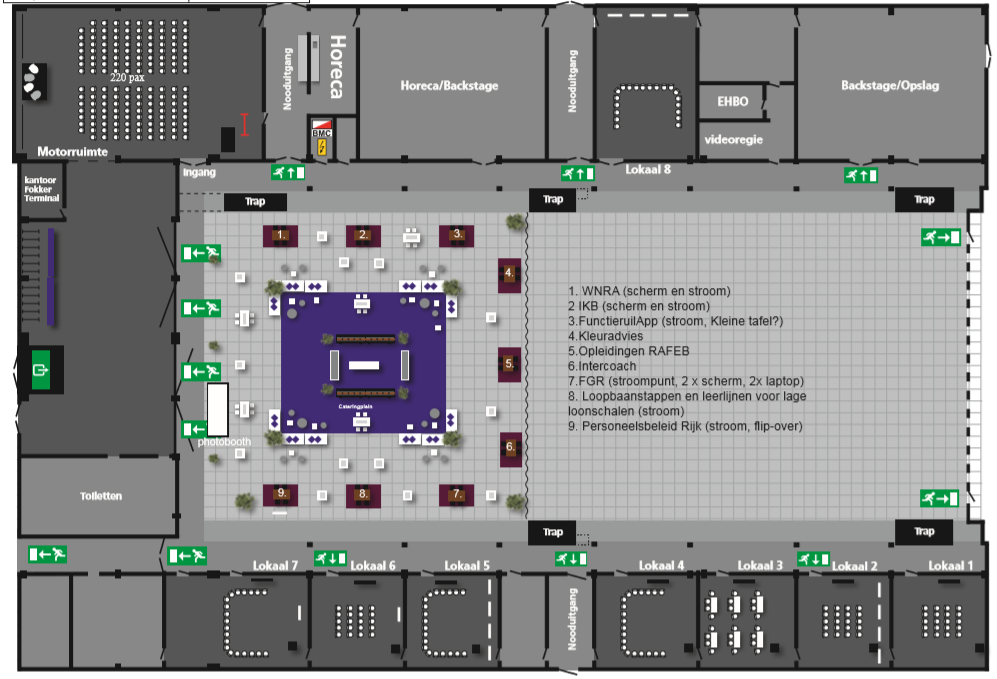 220 pax
Motorruimte
Nooduitgang
Horeca
BMC
Horeca/Backstage
Nooduitgang
EHBO
videoregie
Backstage/Opslag
Lokaal 8
kantoor
Fokker
Terminal
ingang
Trap
Trap
Trap
1.
2.
3.
4.
5.
6.
7.
8.
9.
Cateringplein
photobooth
1. WNRA (scherm en stroom)
2 IKB (scherm en stroom)
3.FunctieruilApp (stroom, Kleine tafel?)
4.Kleuradvies
5.Opleidingen RAFEB
6.Intercoach
7.FGR (stroompunt, 2 x scherm, 2x laptop)
8. Loopbaanstappen en leerlijnen voor lage
loonschalen (stroom)
9. Personeelsbeleid Rijk (stroom, flip-over)
Toiletten
Trap
Trap
Lokaal 7
Lokaal 6
Lokaal 5
Nooduitgang
Lokaal 4
Lokaal 3
Lokaal 2
Lokaal 1